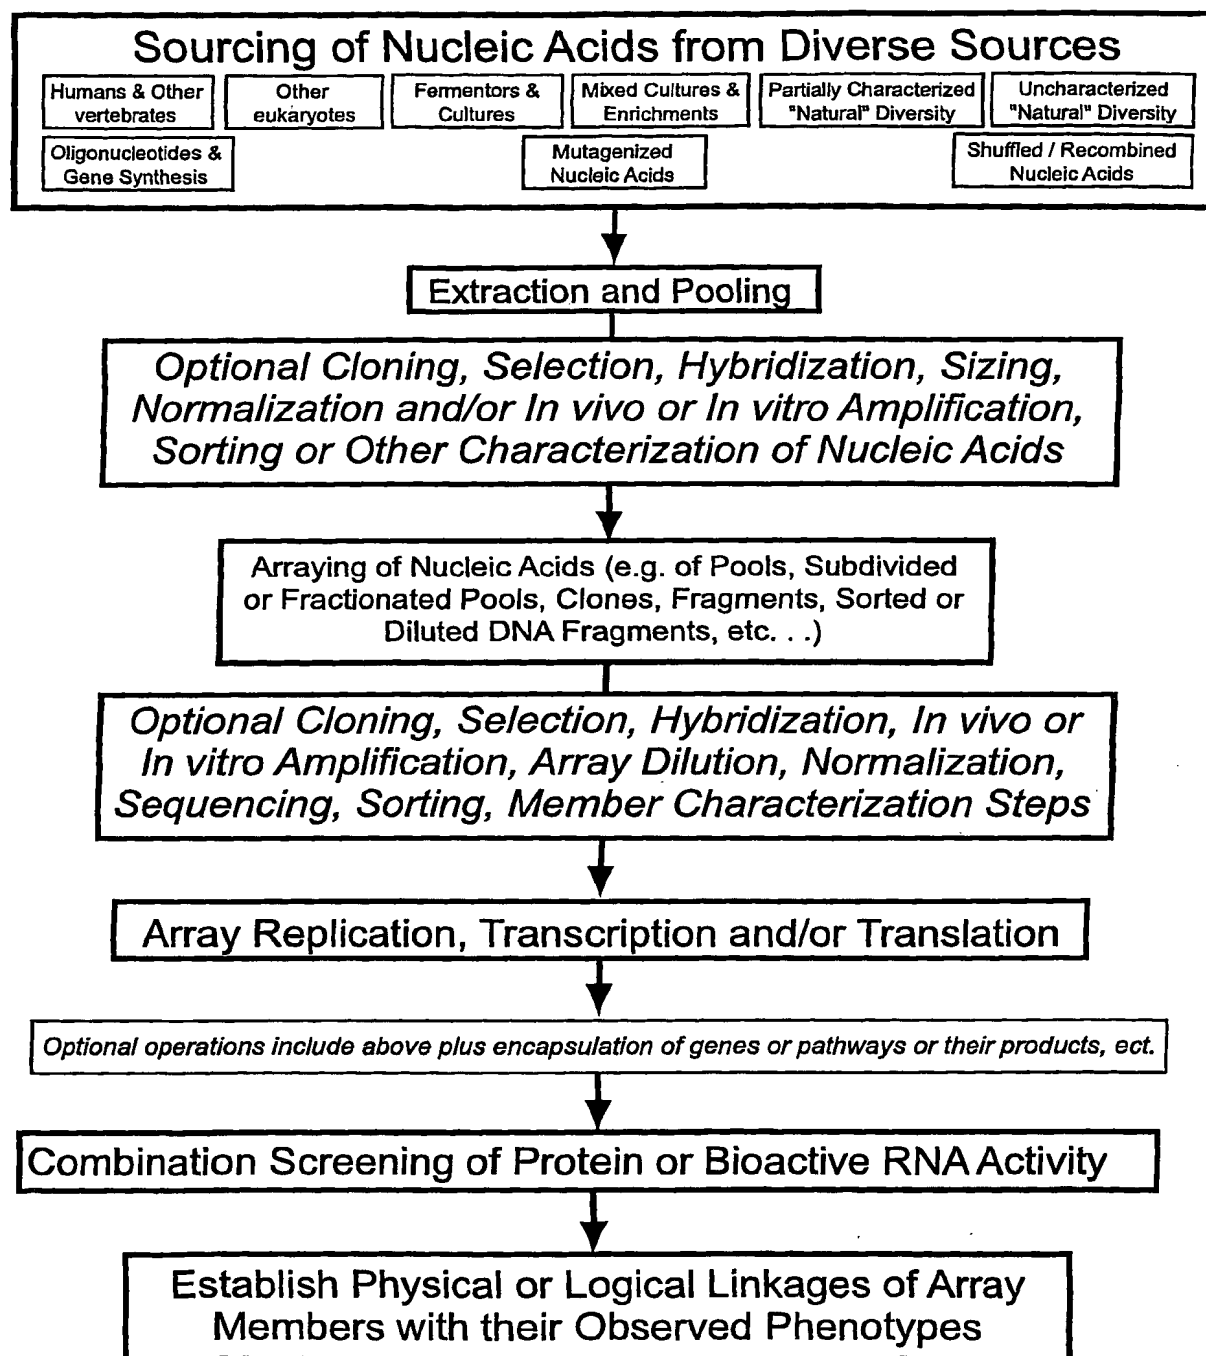 Sourcing of Nucleic Acids from Diverse Sources
Humans & Other
vertebrates
Other
eukaryotes
Fermentors &
Cultures
Mixed Cultures &
Enrichments
Partially Characterized
"Natural" Diversity
Uncharacterized
"Natural" Diversity
Oligonucleotides &
Gene Synthesis
Mutagenized
Nucleic Acids
Shuffled / Recombined
Nucleic Acids
Extraction and Pooling
Optional Cloning, Selection, Hybridization, Sizing,
Normalization and/or In vivo or In vitro Amplification,
Sorting or Other Characterization of Nucleic Acids
Arraying of Nucleic Acids (e.g. of Pools, Subdivided
or Fractionated Pools, Clones, Fragments, Sorted or
Diluted DNA Fragments, etc. . .)
Optional Cloning, Selection, Hybridization, In vivo or
In vitro Amplification, Array Dilution, Normalization,
Sequencing, Sorting, Member Characterization Steps
Array Replication, Transcription and/or Translation
Optional operations include above plus encapsulation of genes or pathways or their products, ect.
Combination Screening of Protein or Bioactive RNA Activity
Establish Physical or Logical Linkages of Array
Members with their Observed Phenotypes